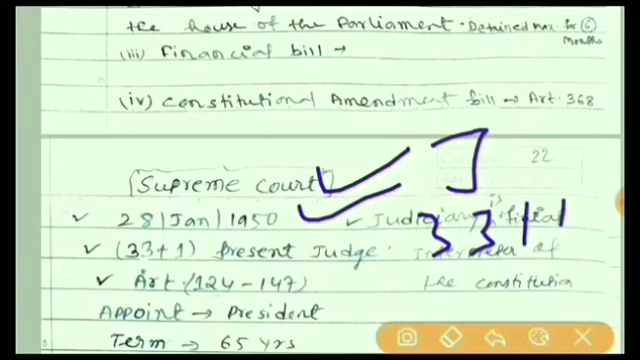 the house of the Parliament. Detained max. for 6 Months
(iii) Financial bill →
(iv) Constitutional Amendment bill → Art. 368
22
Supreme Court
✓ 28/Jan/1950 ✓ Judiciary is final
✓ (33+1) Present Judge. Interpreter of
✓ Art. (124-147) the constitution
3 3 + 1
Appoint → President
Term → 65 yrs